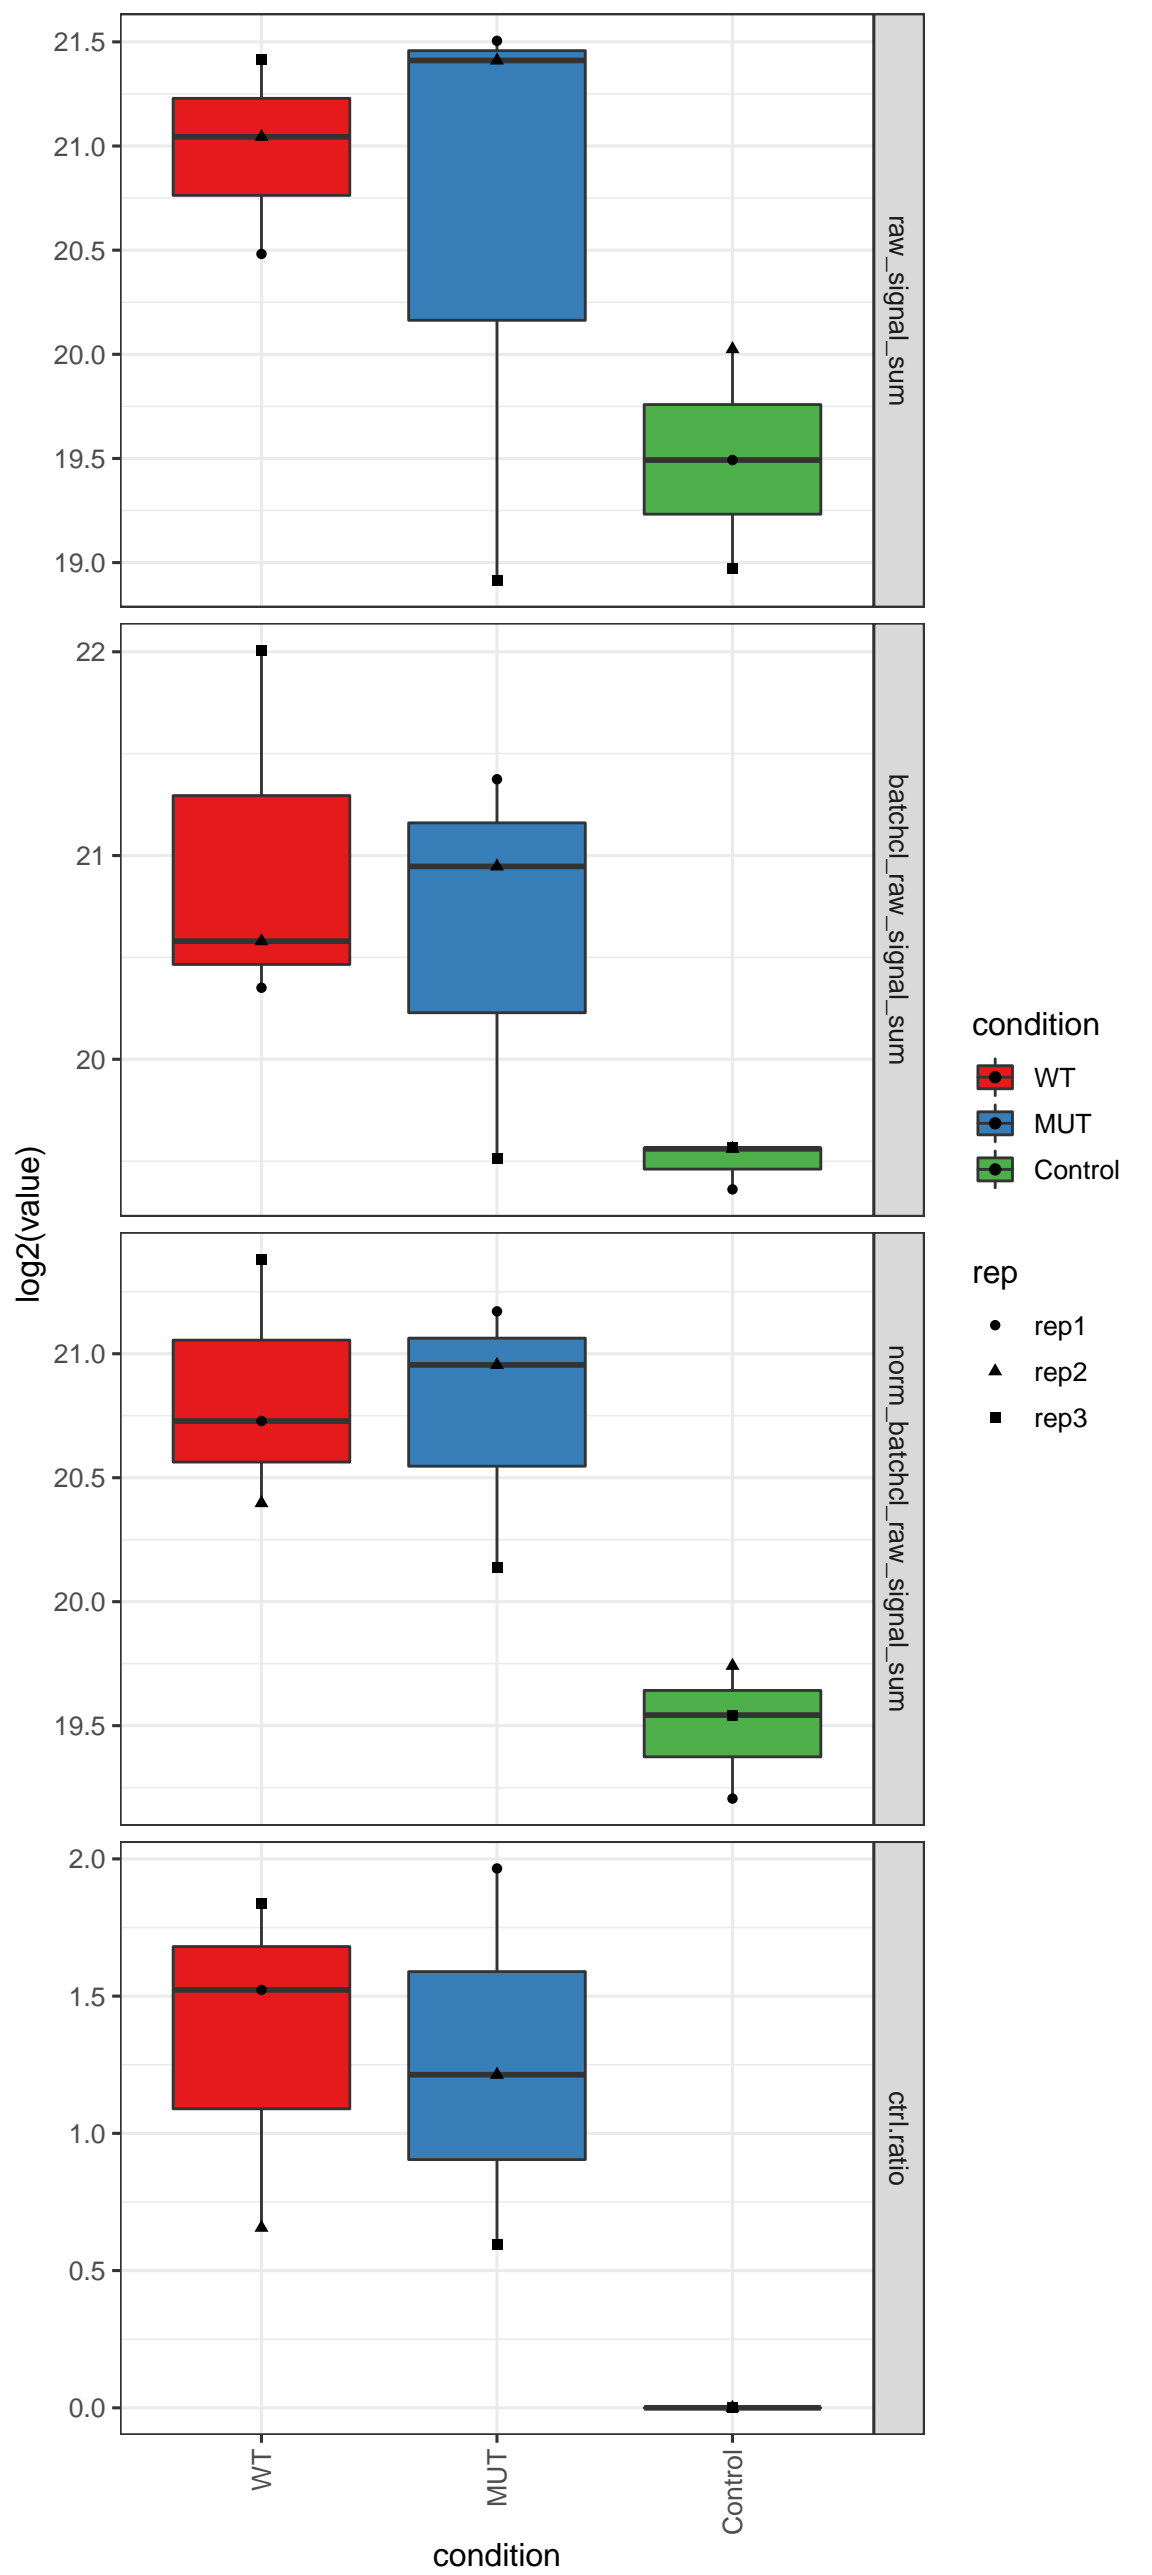 log2(value)
21.5
21.0
20.5
20.0
19.5
19.0
raw_signal_sum
22
21
20
batchcl_raw_signal_sum
21.0
20.5
20.0
19.5
norm_batchcl_raw_signal_sum
2.0
1.5
1.0
0.5
0.0
ctrl.ratio
WT
MUT
Control
condition
condition
WT
MUT
Control
rep
rep1
rep2
rep3